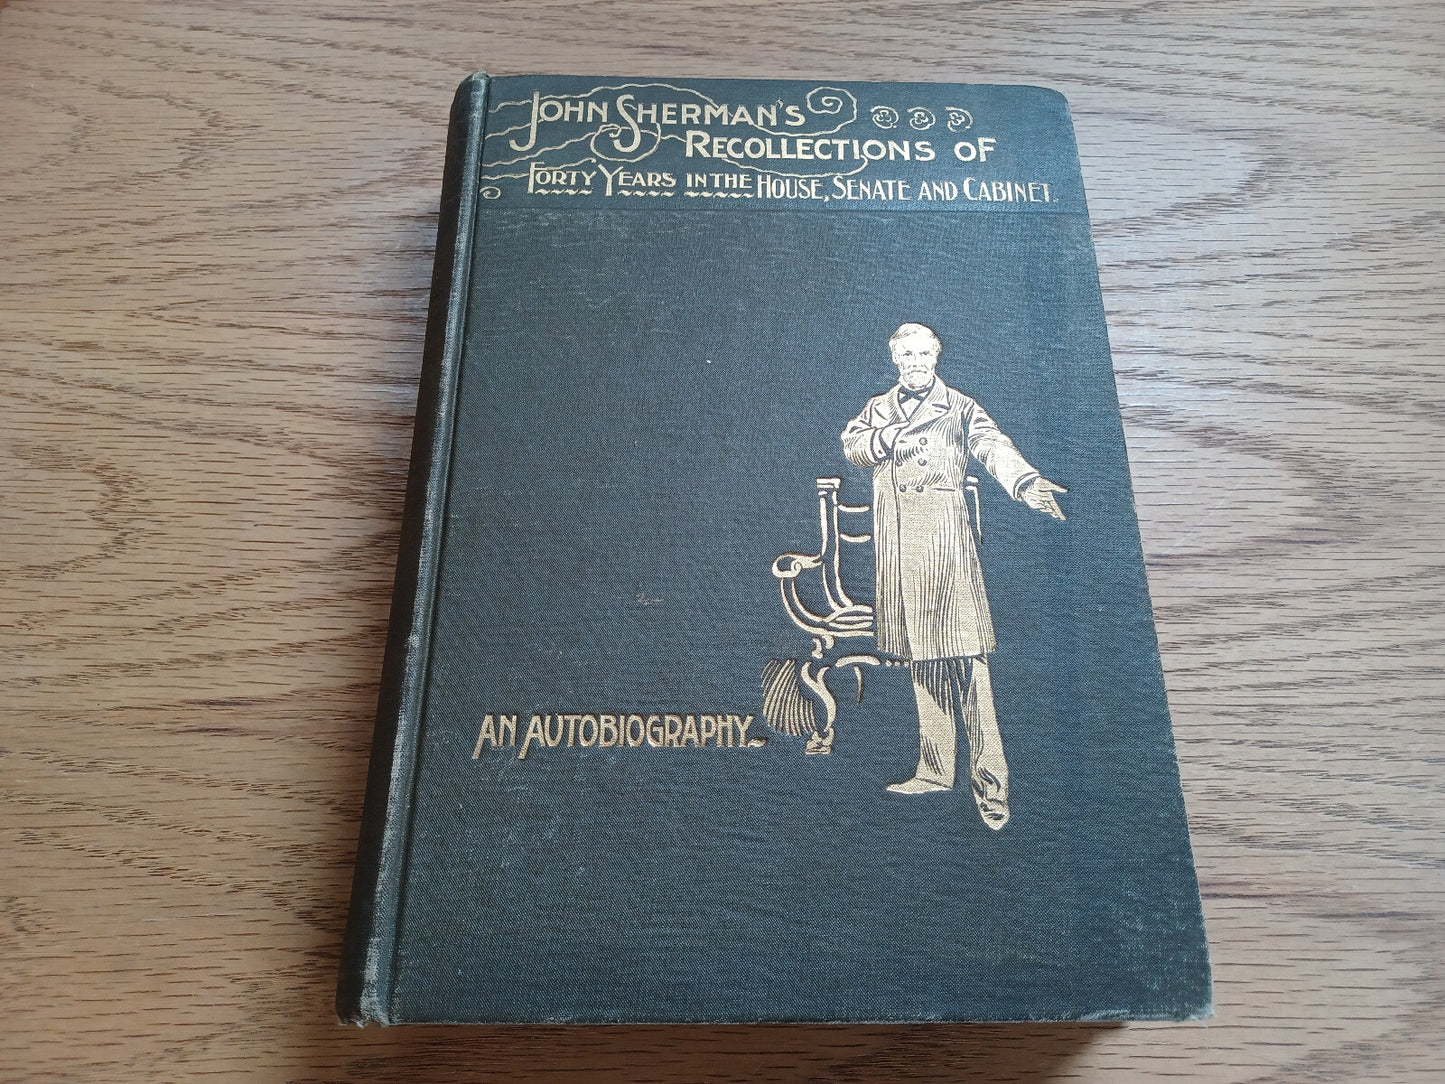 JOHN SHERMAN'S
RECOLLECTIONS OF
FORTY YEARS IN THE HOUSE, SENATE AND CABINET.
AN AUTOBIOGRAPHY